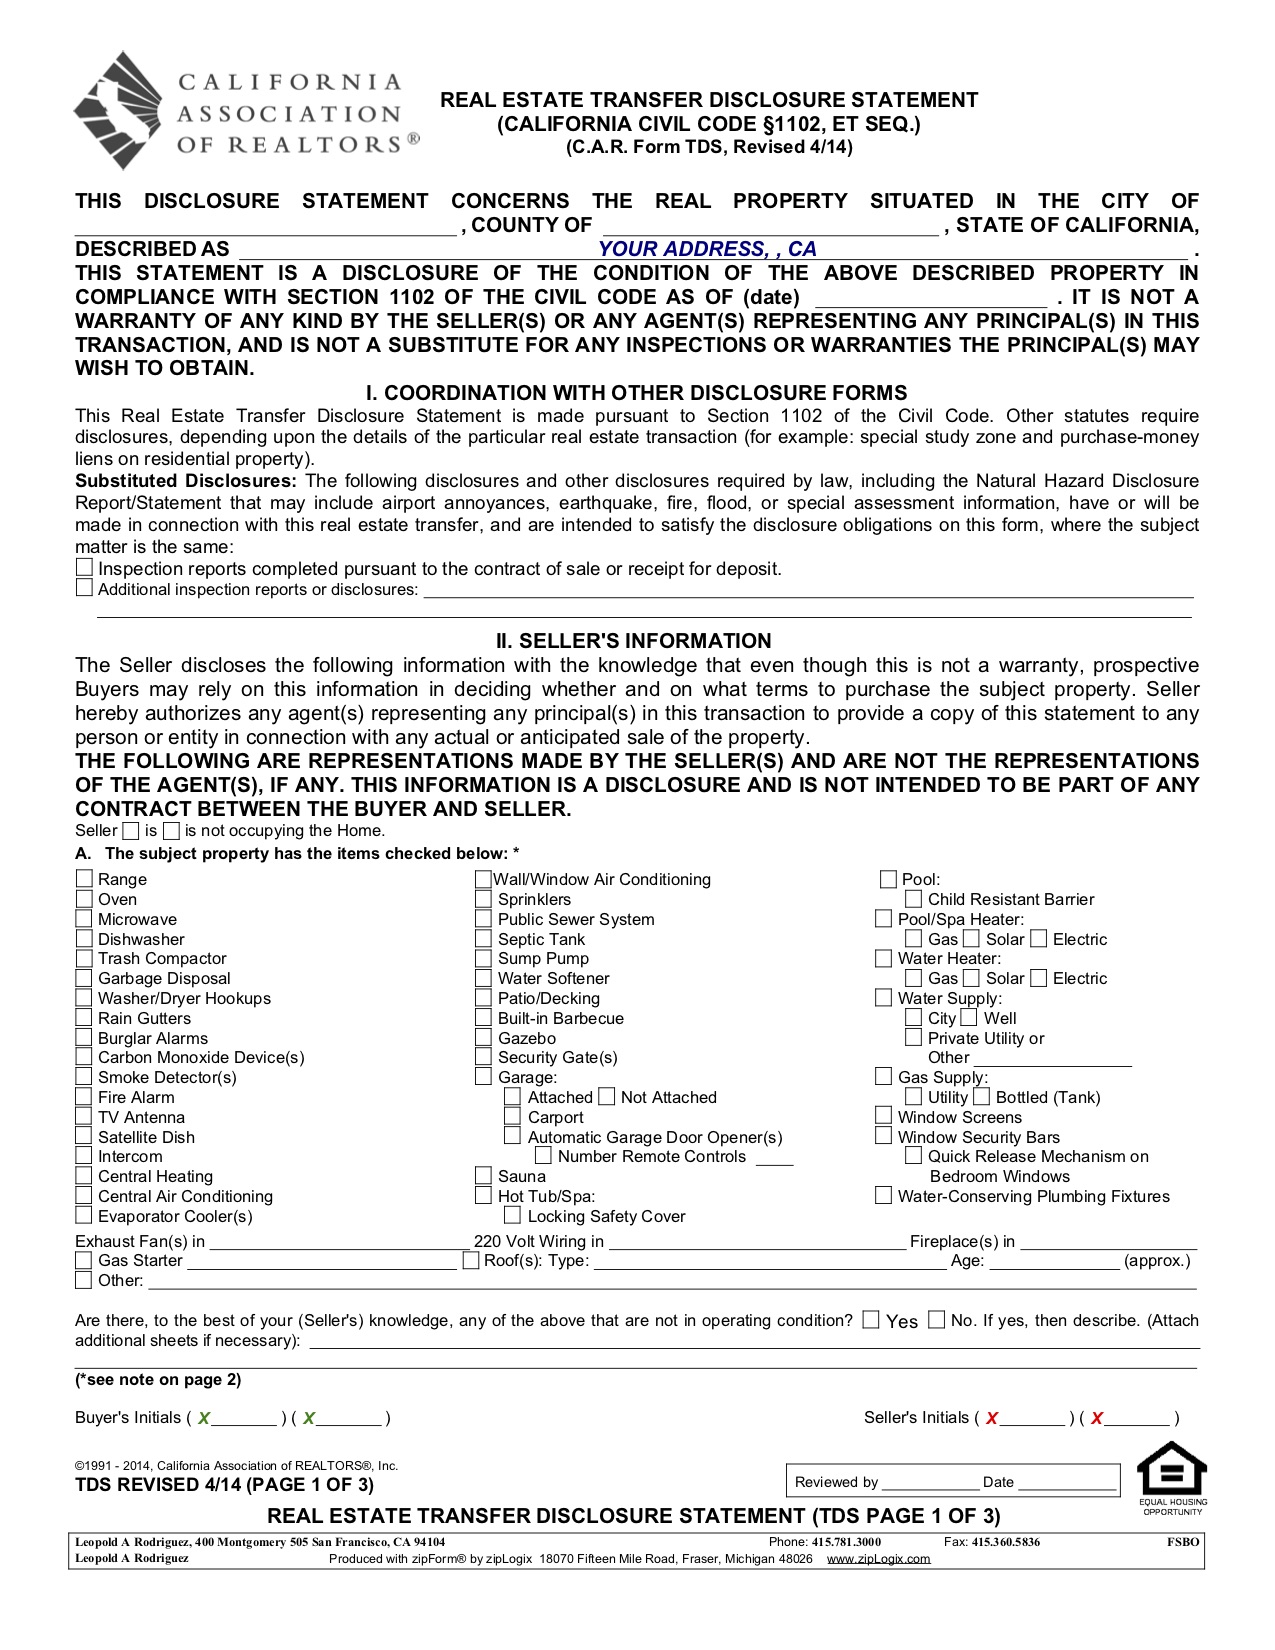 CALIFORNIA
ASSOCIATION
OF REALTORS®
REAL ESTATE TRANSFER DISCLOSURE STATEMENT
(CALIFORNIA CIVIL CODE §1102, ET SEQ.)
(C.A.R. Form TDS, Revised 4/14)
THIS DISCLOSURE STATEMENT CONCERNS THE REAL PROPERTY SITUATED IN THE CITY OF
, COUNTY OF , STATE OF CALIFORNIA,
DESCRIBED AS YOUR ADDRESS, , CA .
THIS STATEMENT IS A DISCLOSURE OF THE CONDITION OF THE ABOVE DESCRIBED PROPERTY IN
COMPLIANCE WITH SECTION 1102 OF THE CIVIL CODE AS OF (date) . IT IS NOT A
WARRANTY OF ANY KIND BY THE SELLER(S) OR ANY AGENT(S) REPRESENTING ANY PRINCIPAL(S) IN THIS
TRANSACTION, AND IS NOT A SUBSTITUTE FOR ANY INSPECTIONS OR WARRANTIES THE PRINCIPAL(S) MAY
WISH TO OBTAIN.
I. COORDINATION WITH OTHER DISCLOSURE FORMS
This Real Estate Transfer Disclosure Statement is made pursuant to Section 1102 of the Civil Code. Other statutes require
disclosures, depending upon the details of the particular real estate transaction (for example: special study zone and purchase-money
liens on residential property).
Substituted Disclosures: The following disclosures and other disclosures required by law, including the Natural Hazard Disclosure
Report/Statement that may include airport annoyances, earthquake, fire, flood, or special assessment information, have or will be
made in connection with this real estate transfer, and are intended to satisfy the disclosure obligations on this form, where the subject
matter is the same:
Inspection reports completed pursuant to the contract of sale or receipt for deposit.
Additional inspection reports or disclosures:
II. SELLER'S INFORMATION
The Seller discloses the following information with the knowledge that even though this is not a warranty, prospective
Buyers may rely on this information in deciding whether and on what terms to purchase the subject property. Seller
hereby authorizes any agent(s) representing any principal(s) in this transaction to provide a copy of this statement to any
person or entity in connection with any actual or anticipated sale of the property.
THE FOLLOWING ARE REPRESENTATIONS MADE BY THE SELLER(S) AND ARE NOT THE REPRESENTATIONS
OF THE AGENT(S), IF ANY. THIS INFORMATION IS A DISCLOSURE AND IS NOT INTENDED TO BE PART OF ANY
CONTRACT BETWEEN THE BUYER AND SELLER.
Seller is is not occupying the Home.
A. The subject property has the items checked below: *
Range
Oven
Microwave
Dishwasher
Trash Compactor
Garbage Disposal
Washer/Dryer Hookups
Rain Gutters
Burglar Alarms
Carbon Monoxide Device(s)
Smoke Detector(s)
Fire Alarm
TV Antenna
Satellite Dish
Intercom
Central Heating
Central Air Conditioning
Evaporator Cooler(s)
Wall/Window Air Conditioning
Sprinklers
Public Sewer System
Septic Tank
Sump Pump
Water Softener
Patio/Decking
Built-in Barbecue
Gazebo
Security Gate(s)
Garage:
Attached Not Attached
Carport
Automatic Garage Door Opener(s)
Number Remote Controls
Sauna
Hot Tub/Spa:
Locking Safety Cover
Pool:
Child Resistant Barrier
Pool/Spa Heater:
Gas Solar Electric
Water Heater:
Gas Solar Electric
Water Supply:
City Well
Private Utility or
Other
Gas Supply:
Utility Bottled (Tank)
Window Screens
Window Security Bars
Quick Release Mechanism on
Bedroom Windows
Water-Conserving Plumbing Fixtures
Exhaust Fan(s) in 220 Volt Wiring in Fireplace(s) in
Gas Starter Roof(s): Type: Age: (approx.)
Other:
Are there, to the best of your (Seller's) knowledge, any of the above that are not in operating condition? Yes No. If yes, then describe. (Attach
additional sheets if necessary):
(*see note on page 2)
Buyer's Initials ( X ) ( X ) Seller's Initials ( X ) ( X )
©1991 - 2014, California Association of REALTORS®, Inc.
TDS REVISED 4/14 (PAGE 1 OF 3)
Reviewed by Date
EQUAL HOUSING
OPPORTUNITY
REAL ESTATE TRANSFER DISCLOSURE STATEMENT (TDS PAGE 1 OF 3)
Leopold A Rodriguez, 400 Montgomery 505 San Francisco, CA 94104 Phone: 415.781.3000 Fax: 415.360.5836 FSBO
Leopold A Rodriguez Produced with zipForm® by zipLogix 18070 Fifteen Mile Road, Fraser, Michigan 48026 www.zipLogix.com